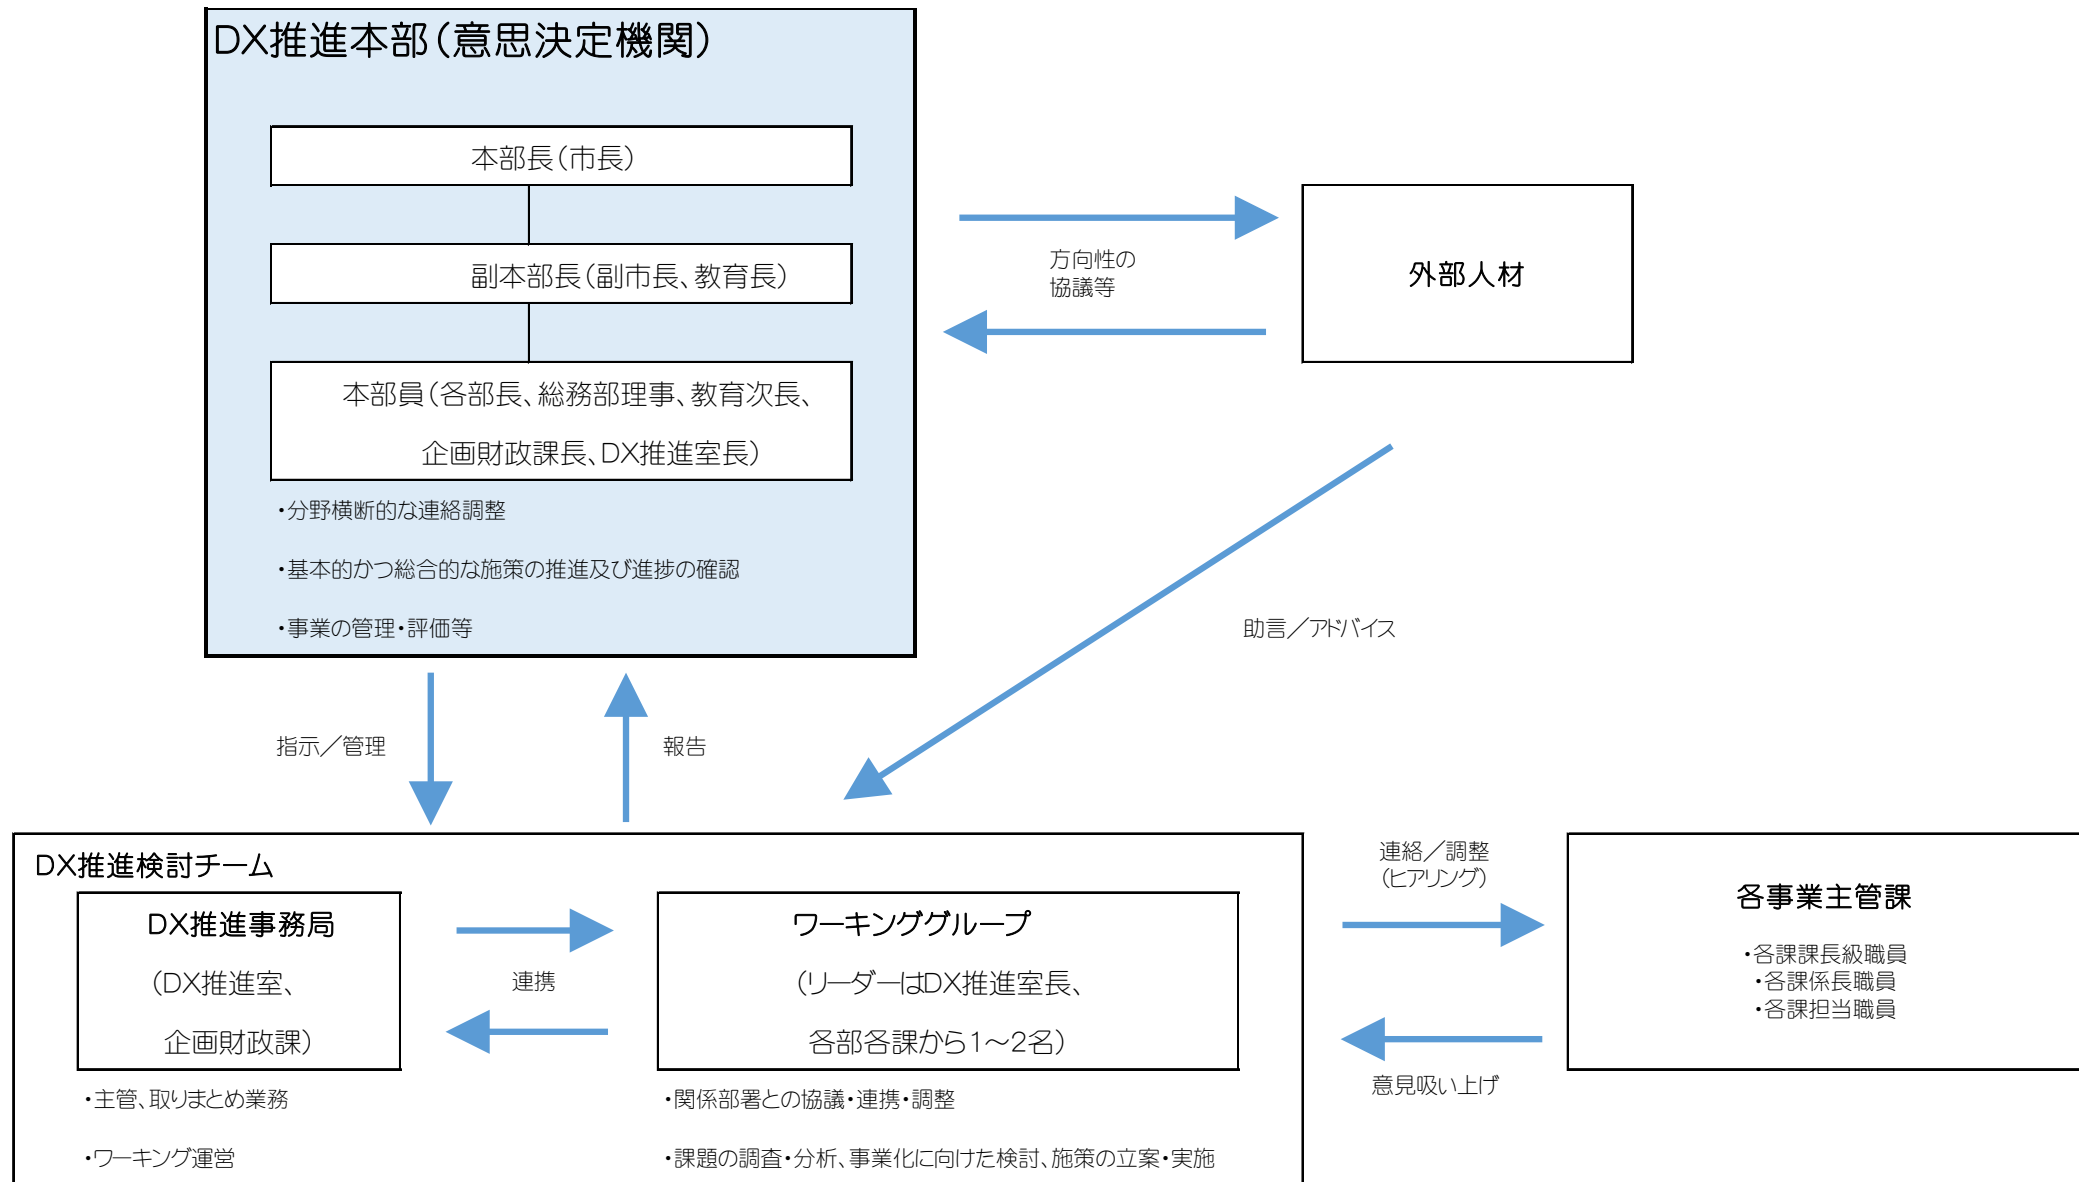 DX推進本部（意思決定機関）
本部長（市長）
副本部長（副市長、教育長）
本部員（各部長、総務部理事、教育次長、
企画財政課長、DX推進室長）
・分野横断的な連絡調整
・基本的かつ総合的な施策の推進及び進捗の確認
・事業の管理・評価等
方向性の
協議等
外部人材
助言／アドバイス
指示／管理
報告
DX推進検討チーム
DX推進事務局
（DX推進室、
企画財政課）
・主管、取りまとめ業務
・ワーキング運営
連携
ワーキンググループ
（リーダーはDX推進室長、
各部各課から1～2名）
・関係部署との協議・連携・調整
・課題の調査・分析、事業化に向けた検討、施策の立案・実施
連絡／調整
（ヒアリング）
意見吸い上げ
各事業主管課
・各課課長級職員
・各課係長職員
・各課担当職員